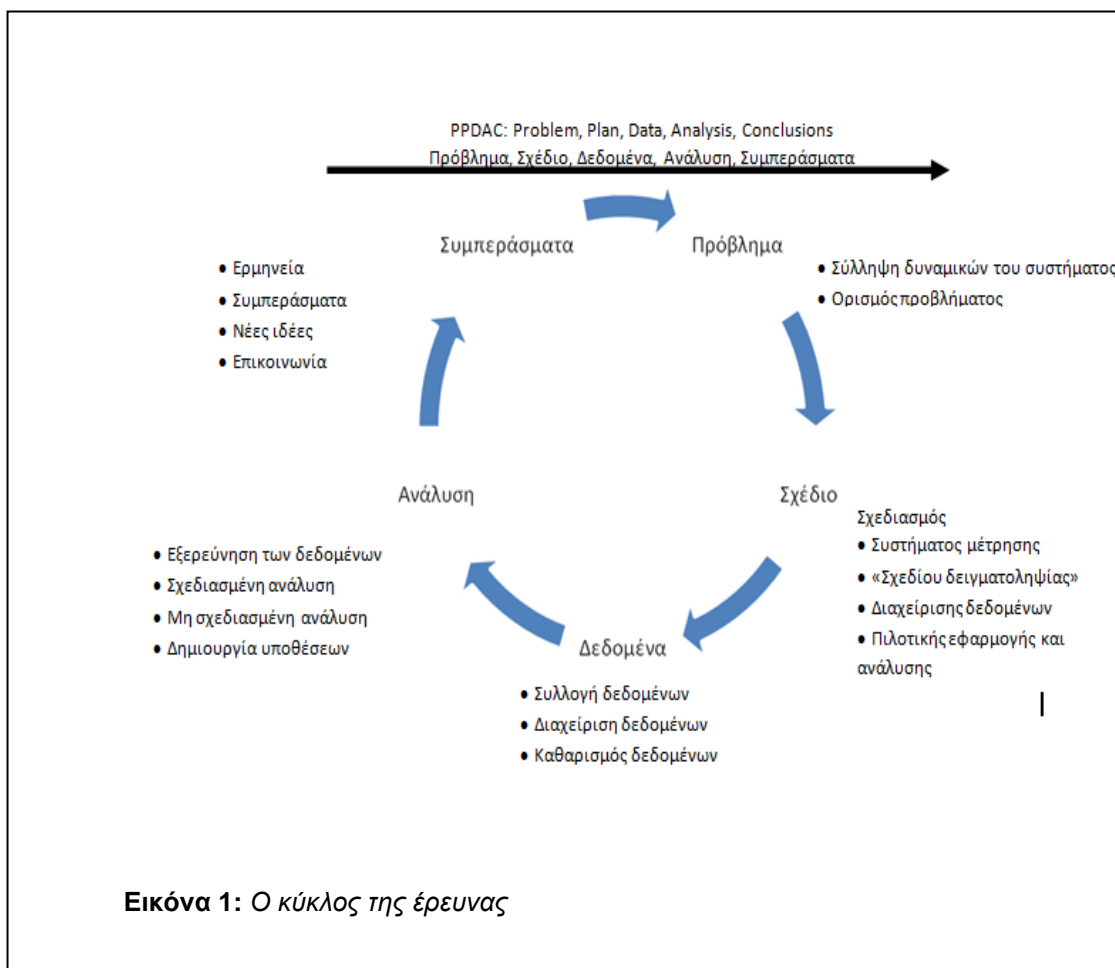 PPDAC: Problem, Plan, Data, Analysis, Conclusions
Πρόβλημα, Σχέδιο, Δεδομένα, Ανάλυση, Συμπεράσματα
Συμπεράσματα
• Ερμηνεία
• Συμπεράσματα
• Νέες ιδέες
• Επικοινωνία
Πρόβλημα
• Σύλληψη δυναμικών του συστήματος
• Ορισμός προβλήματος
Ανάλυση
• Εξερεύνηση των δεδομένων
• Σχεδιασμένη ανάλυση
• Μη σχεδιασμένη ανάλυση
• Δημιουργία υποθέσεων
Σχέδιο
Σχεδιασμός
• Συστήματος μέτρησης
• «Σχεδίου δειγματοληψίας»
• Διαχείρισης δεδομένων
• Πιλοτικής εφαρμογής και
ανάλυσης
Δεδομένα
• Συλλογή δεδομένων
• Διαχείριση δεδομένων
• Καθαρισμός δεδομένων
Εικόνα 1: Ο κύκλος της έρευνας